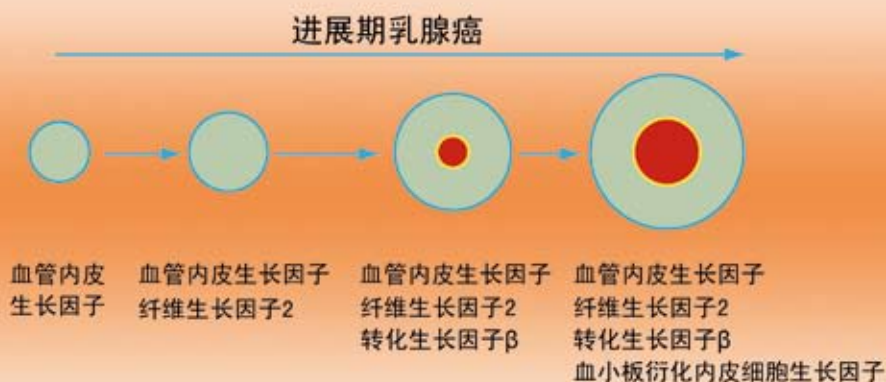 进展期乳腺癌
血管内皮
生长因子
血管内皮生长因子
纤维生长因子2
血管内皮生长因子
纤维生长因子2
转化生长因子β
血管内皮生长因子
纤维生长因子2
转化生长因子β
血小板衍化内皮细胞生长因子